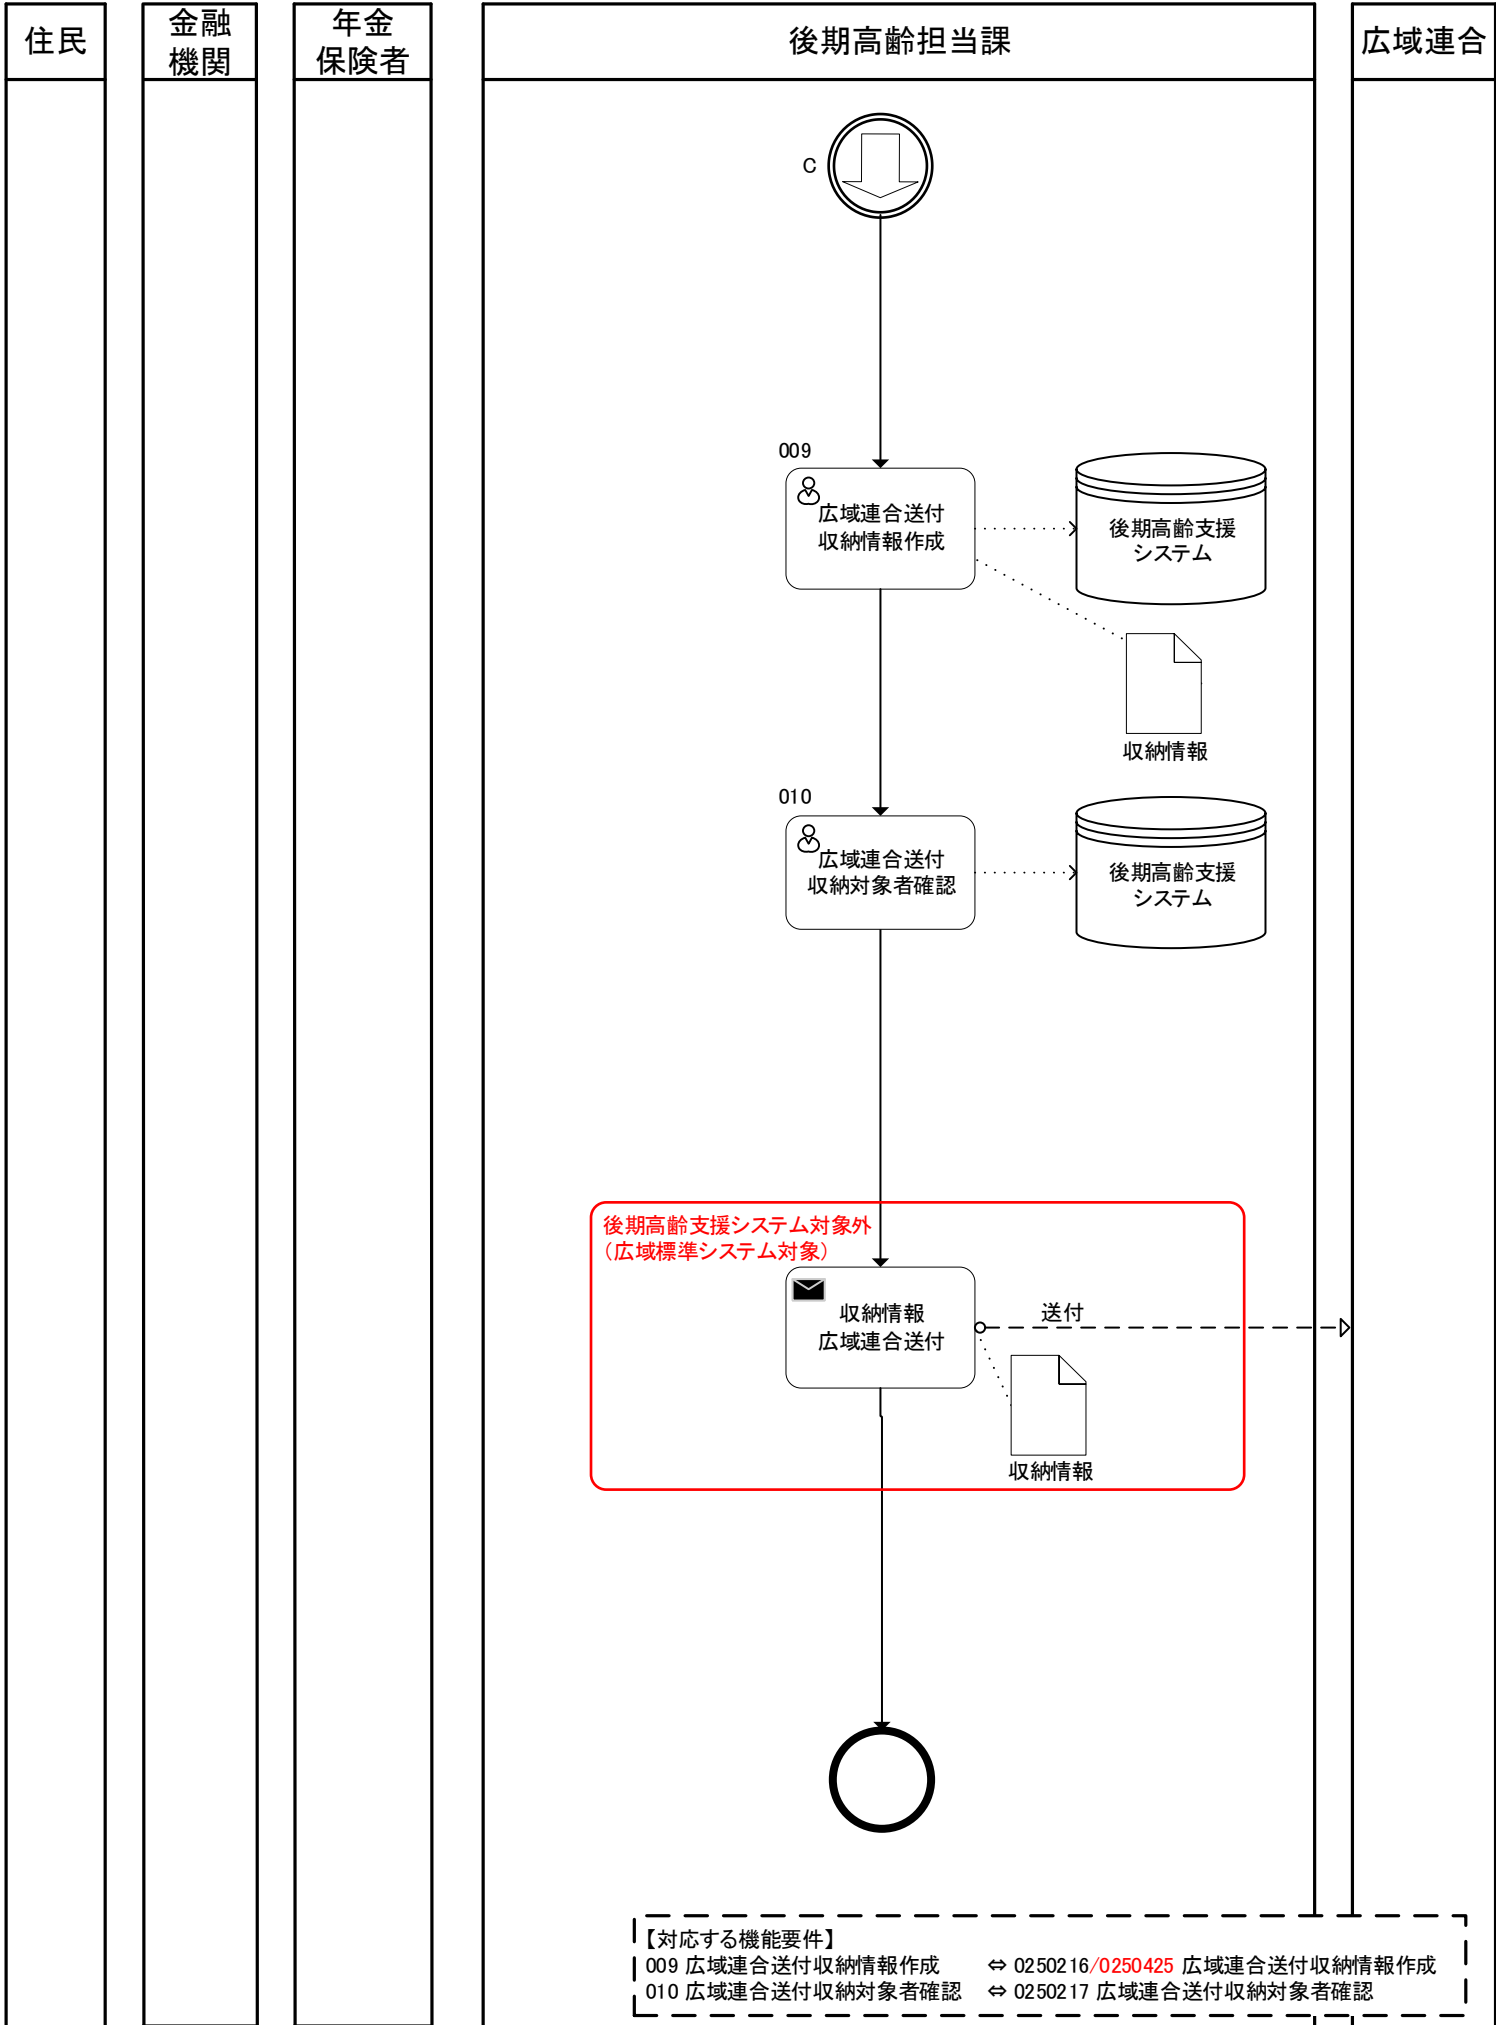 住民
金融
機関
年金
保険者
後期高齢担当課
広域連合
C
009
広域連合送付
収納情報作成
後期高齢支援
システム
収納情報
010
広域連合送付
収納対象者確認
後期高齢支援
システム
後期高齢支援システム対象外
（広域標準システム対象）
収納情報
広域連合送付
送付
収納情報
【対応する機能要件】
009 広域連合送付収納情報作成 ⇔ 0250216/0250425 広域連合送付収納情報作成
010 広域連合送付収納対象者確認 ⇔ 0250217 広域連合送付収納対象者確認